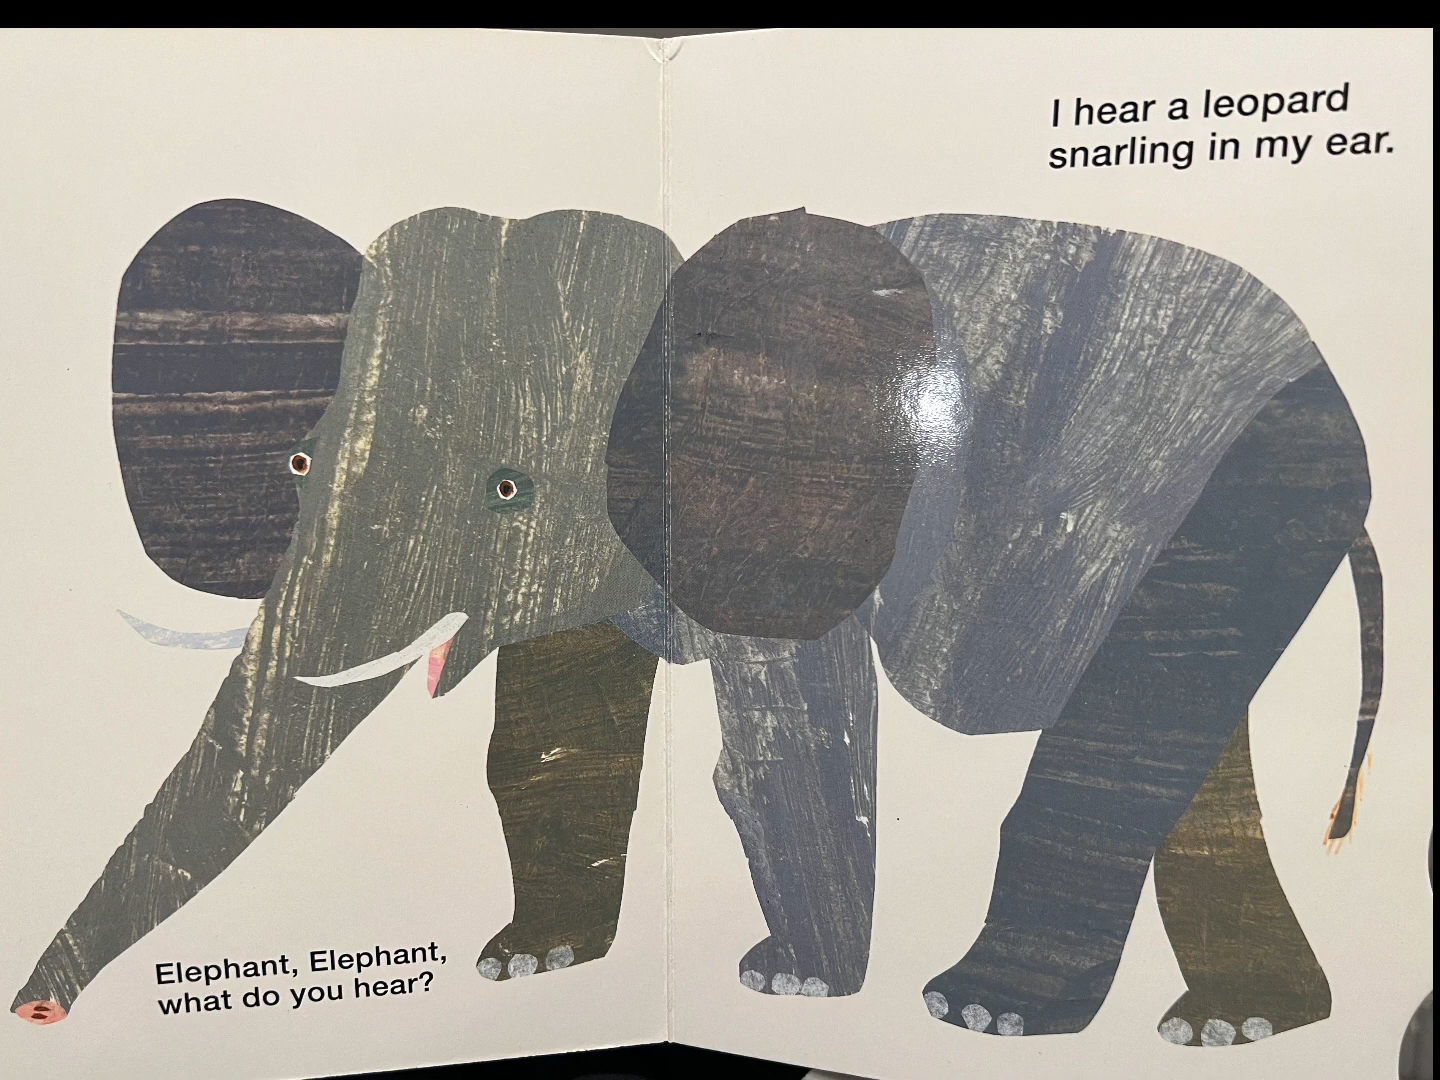 Elephant, Elephant,
what do you hear?
I hear a leopard
snarling in my ear.